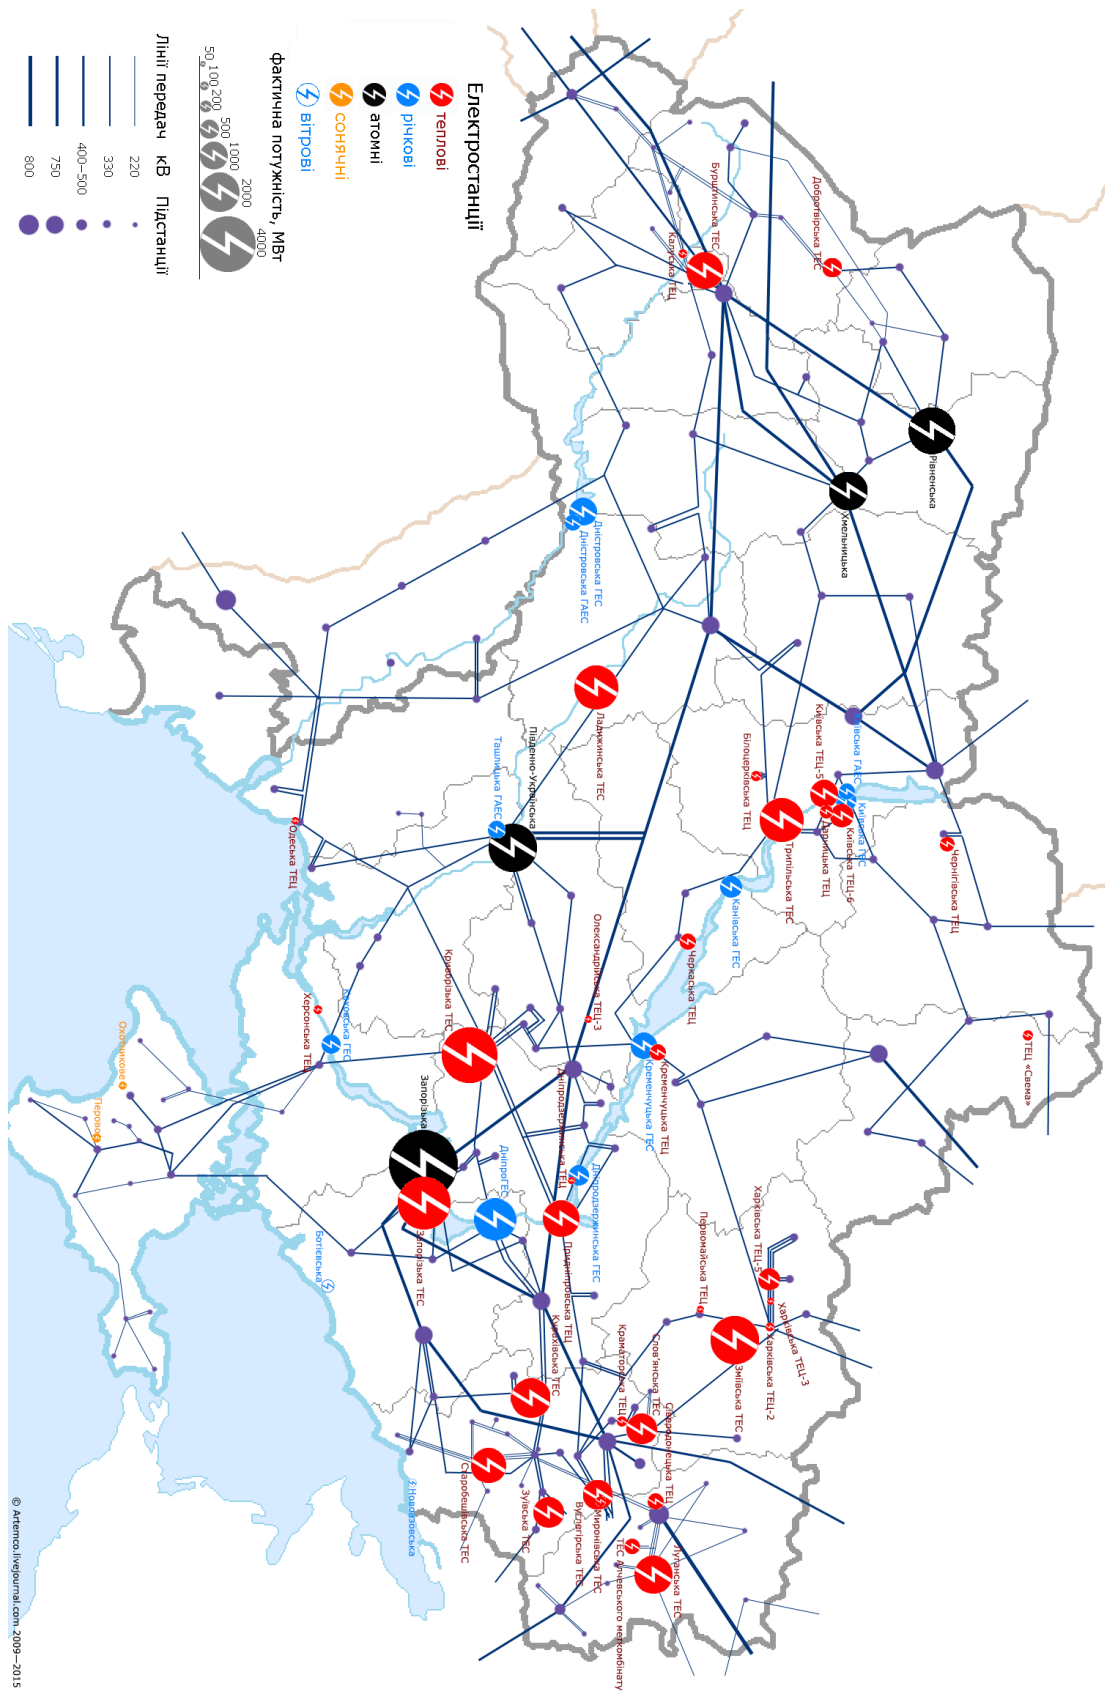 Електростанції
теплові
річкові
атомні
сонячні
вітрові
фактична потужність, МВт
50 100 200 500 1000 2000 4000
Лінії передач кВ Підстанції
220
330
400—500
750
800
Добротвірська ТЕС
Бурштинська ТЕС
Калуська ТЕЦ
Рівненська
Хмельницька
Дністровська ГЕС
Дністровська ГАЕС
Ладижинська ТЕС
Південно-Українська
Ташлицька ГАЕС
Білоцерківська ТЕЦ
Київська ТЕЦ-5
Київська ГАЕС
Київська ГЕС
Київська ТЕЦ-6
Дарницька ТЕЦ
Трипільська ТЕС
Чернігівська ТЕЦ
Канівська ГЕС
Черкаська ТЕЦ
Одеська ТЕЦ
Олександрійська ТЕЦ-3
Криворізька ТЕС
Каховська ГЕС
Херсонська ТЕЦ
Охотникове
Перово
ТЕЦ «Свема»
Кременчуцька ТЕЦ
Кременчуцька ГЕС
Дніпродзержинська ТЕЦ
Дніпродзержинська ГЕС
Запорізька
ДніпроГЕС
Запорізька ТЕС
Придніпровська ТЕЦ
Ботієвська
Харківська ТЕЦ-5
Харківська ТЕЦ-3
Харківська ТЕЦ-2
Первомайська ТЕЦ
Зміївська ТЕС
Курахівська ТЕС
Краматорська ТЕЦ
Слов'янська ТЕС
Сівєродонецька ТЕЦ
Старобешівська ТЕС
Зуївська ТЕС
Вуглегірська ТЕС
Миронівська ТЕС
ТЕС Алчевського меткомбінату
Луганська ТЕС
Новоазовська
© Artemco.livejournal.com 2009—2015